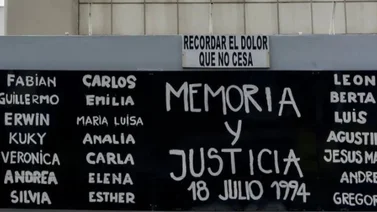 RECORDAR EL DOLOR
QUE NO CESA
FABIAN
GUILLERMO
ERWIN
KUKY
VERONICA
ANDREA
SILVIA
CARLOS
EMILIA
MARIA LUISA
ANALIA
CARLA
ELENA
ESTHER
MEMORIA
Y
JUSTICIA
18 JULIO 1994
LEON
BERTA
LUIS
AGUSTIN
JESUS MA
ANDRE
GREGOR